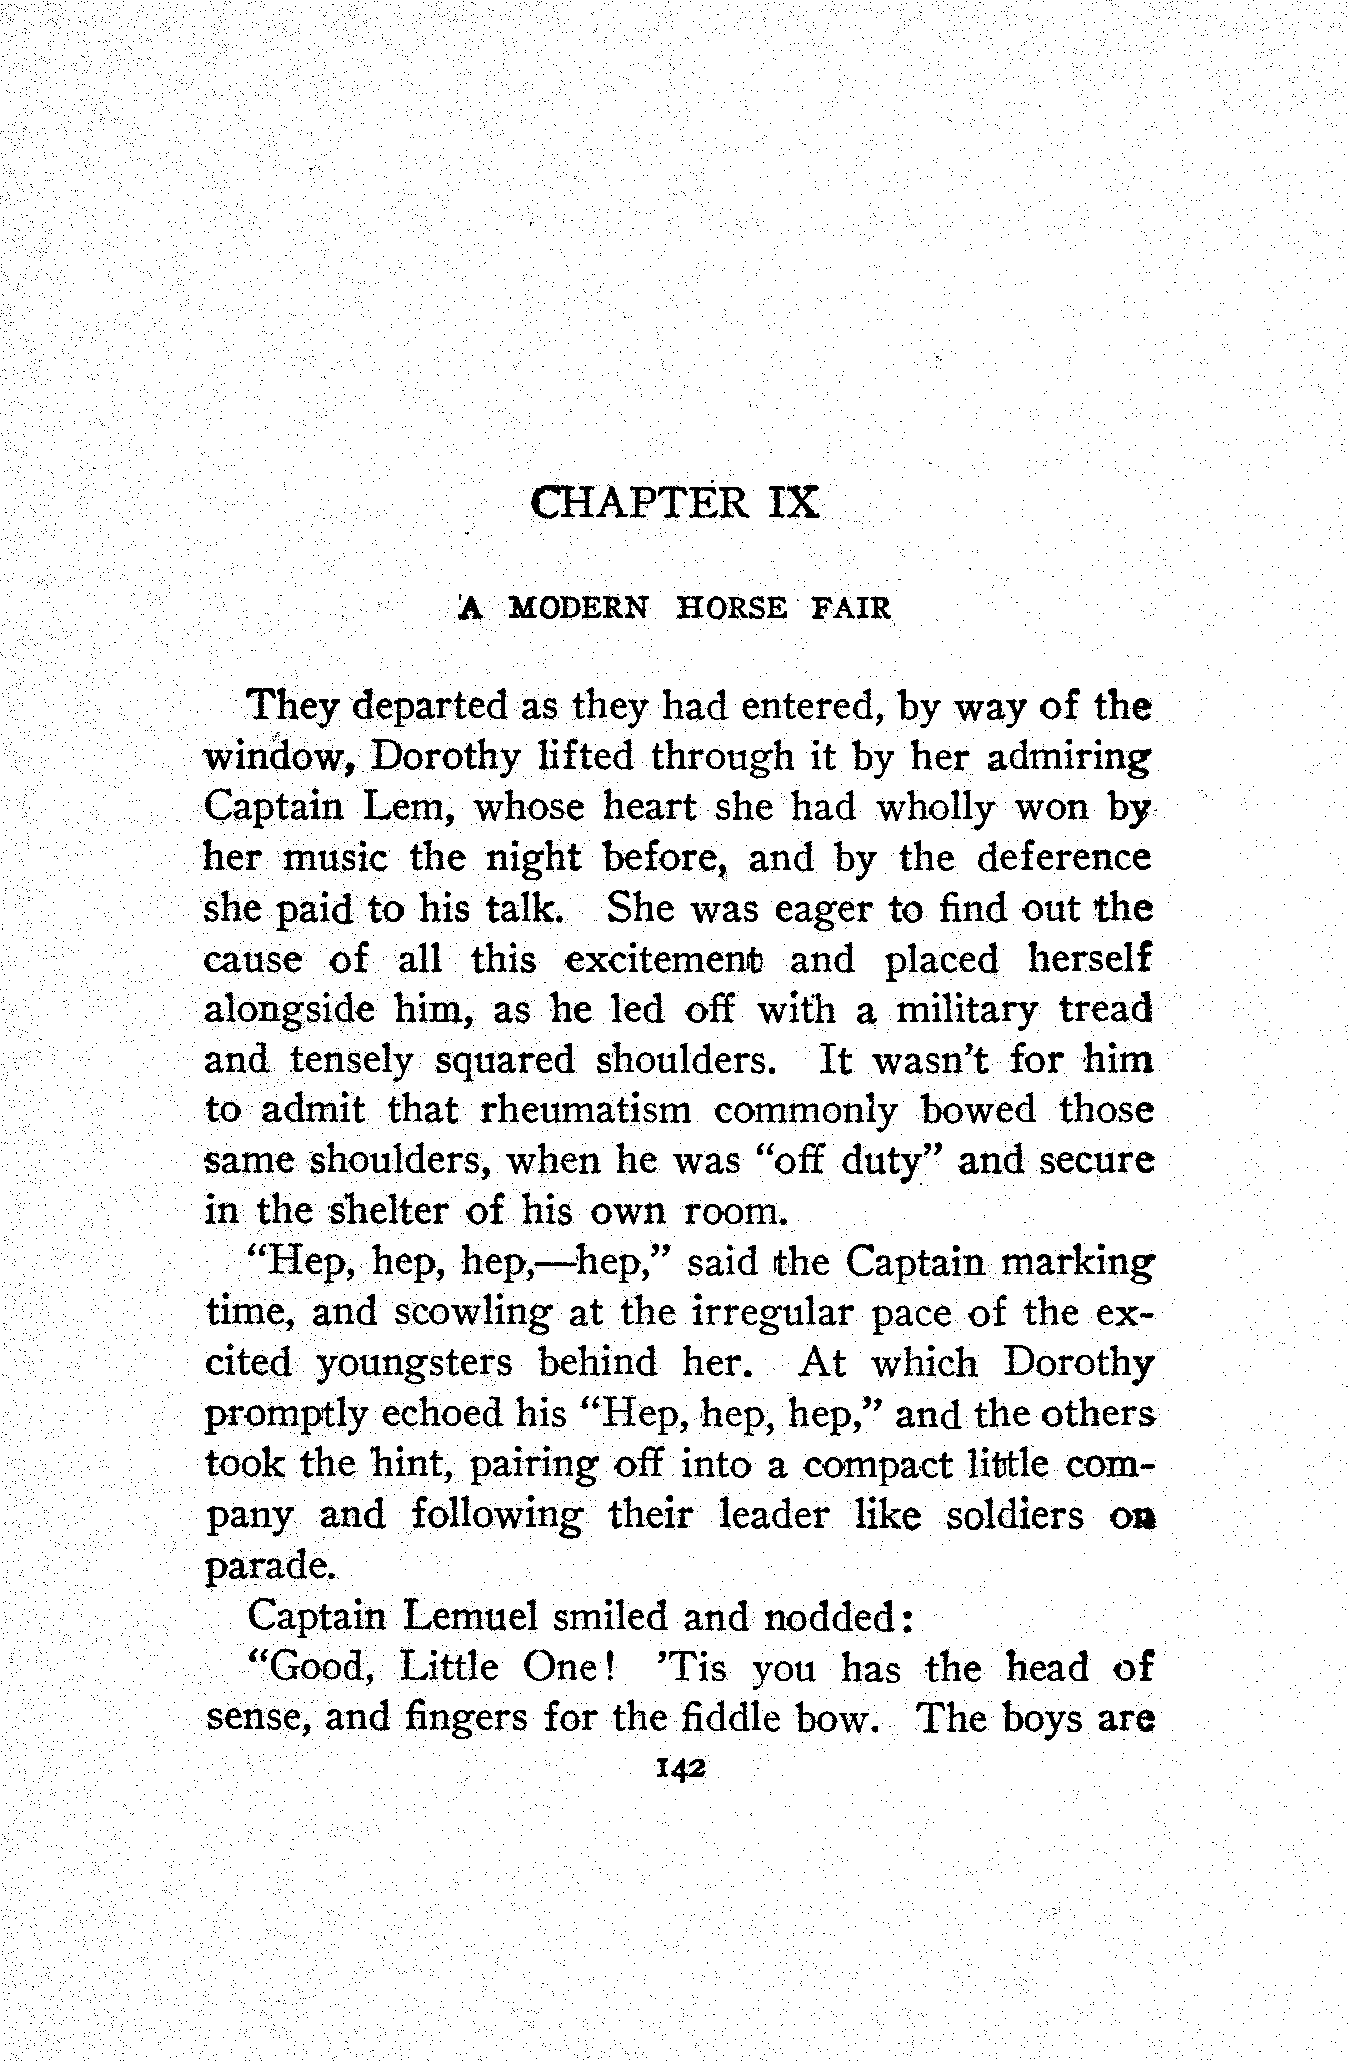 CHAPTER IX
A MODERN HORSE FAIR
They departed as they had entered, by way of the
window, Dorothy lifted through it by her admiring
Captain Lem, whose heart she had wholly won by
her music the night before, and by the deference
she paid to his talk. She was eager to find out the
cause of all this excitement and placed herself
alongside him, as he led off with a military tread
and tensely squared shoulders. It wasn't for him
to admit that rheumatism commonly bowed those
same shoulders, when he was “off duty” and secure
in the shelter of his own room.
“Hep, hep, hep,—hep,” said the Captain marking
time, and scowling at the irregular pace of the ex-
cited youngsters behind her. At which Dorothy
promptly echoed his “Hep, hep, hep,” and the others
took the hint, pairing off into a compact little com-
pany and following their leader like soldiers on
parade.
Captain Lemuel smiled and nodded:
“Good, Little One! ’Tis you has the head of
sense, and fingers for the fiddle bow. The boys are
142